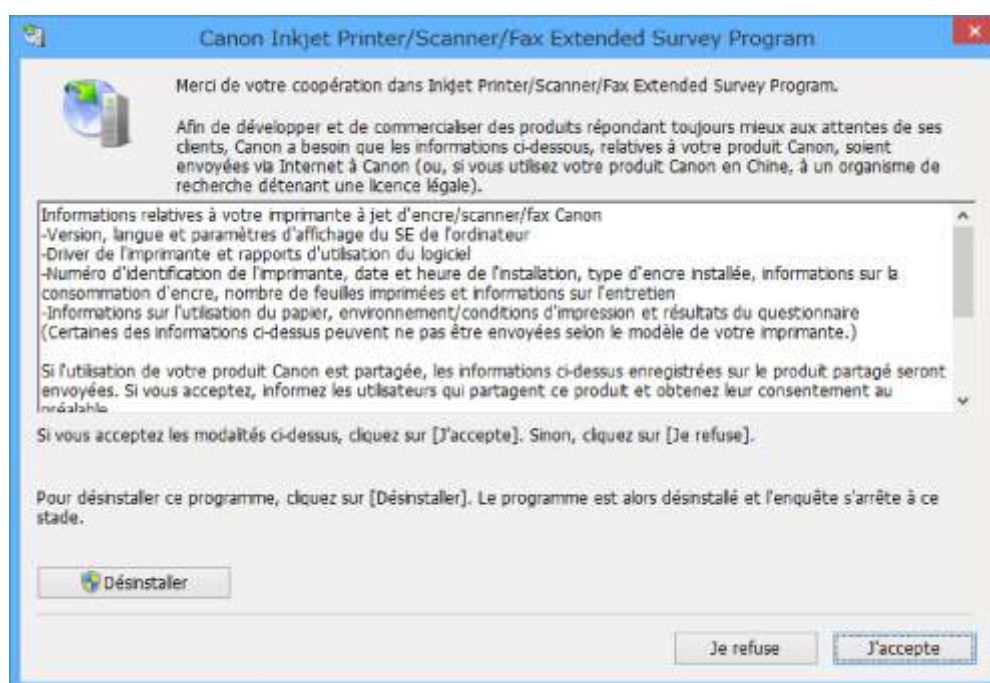 Canon Inkjet Printer/Scanner/Fax Extended Survey Program
Merci de votre coopération dans Inkjet Printer/Scanner/Fax Extended Survey Program.
Afin de développer et de commercialiser des produits répondant toujours mieux aux attentes de ses
clients, Canon a besoin que les informations ci-dessous, relatives à votre produit Canon, soient
envoyées via Internet à Canon (ou, si vous utilisez votre produit Canon en Chine, à un organisme de
recherche détenant une licence légale).
Informations relatives à votre imprimante à jet d'encre/scanner/fax Canon
-Version, langue et paramètres d'affichage du SE de l'ordinateur
-Driver de l'imprimante et rapports d'utilisation du logiciel
-Numéro d'identification de l'imprimante, date et heure de l'installation, type d'encre installée, informations sur la
consommation d'encre, nombre de feuilles imprimées et informations sur l'entretien
-Informations sur l'utilisation du papier, environnement/conditions d'impression et résultats du questionnaire
(Certaines des informations ci-dessus peuvent ne pas être envoyées selon le modèle de votre imprimante.)
Si l'utilisation de votre produit Canon est partagée, les informations ci-dessus enregistrées sur le produit partagé seront
envoyées. Si vous acceptez, informez les utilisateurs qui partagent ce produit et obtenez leur consentement au
préalable
Si vous acceptez les modalités ci-dessus, cliquez sur [J'accepte]. Sinon, cliquez sur [Je refuse].
Pour désinstaller ce programme, cliquez sur [Désinstaller]. Le programme est alors désinstallé et l'enquête s'arrête à ce
stade.
Désinstaller
Je refuse
J'accepte